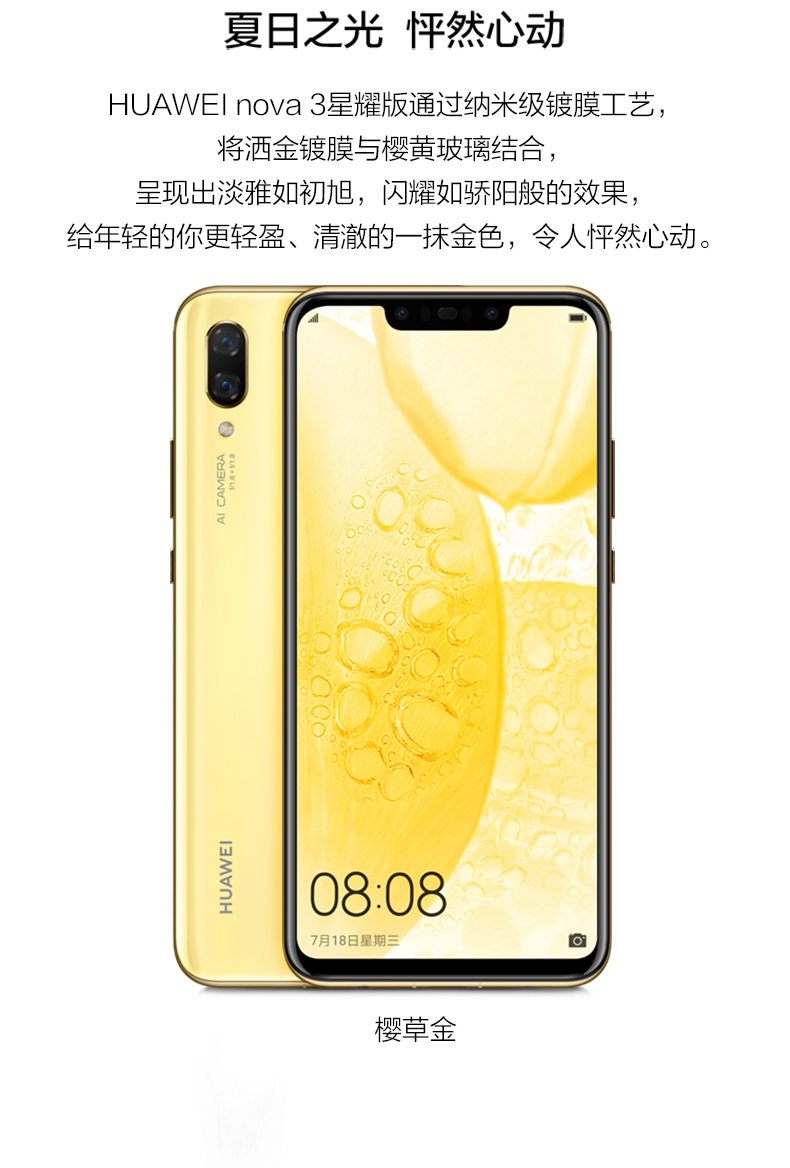 夏日之光 怦然心动
HUAWEI nova 3星耀版通过纳米级镀膜工艺，
将洒金镀膜与樱黄玻璃结合，
呈现出淡雅如初旭，闪耀如骄阳般的效果，
给年轻的你更轻盈、清澈的一抹金色，令人怦然心动。
AI CAMERA
f/1.8+f/1.8
HUAWEI
08:08
7月18日星期三
樱草金